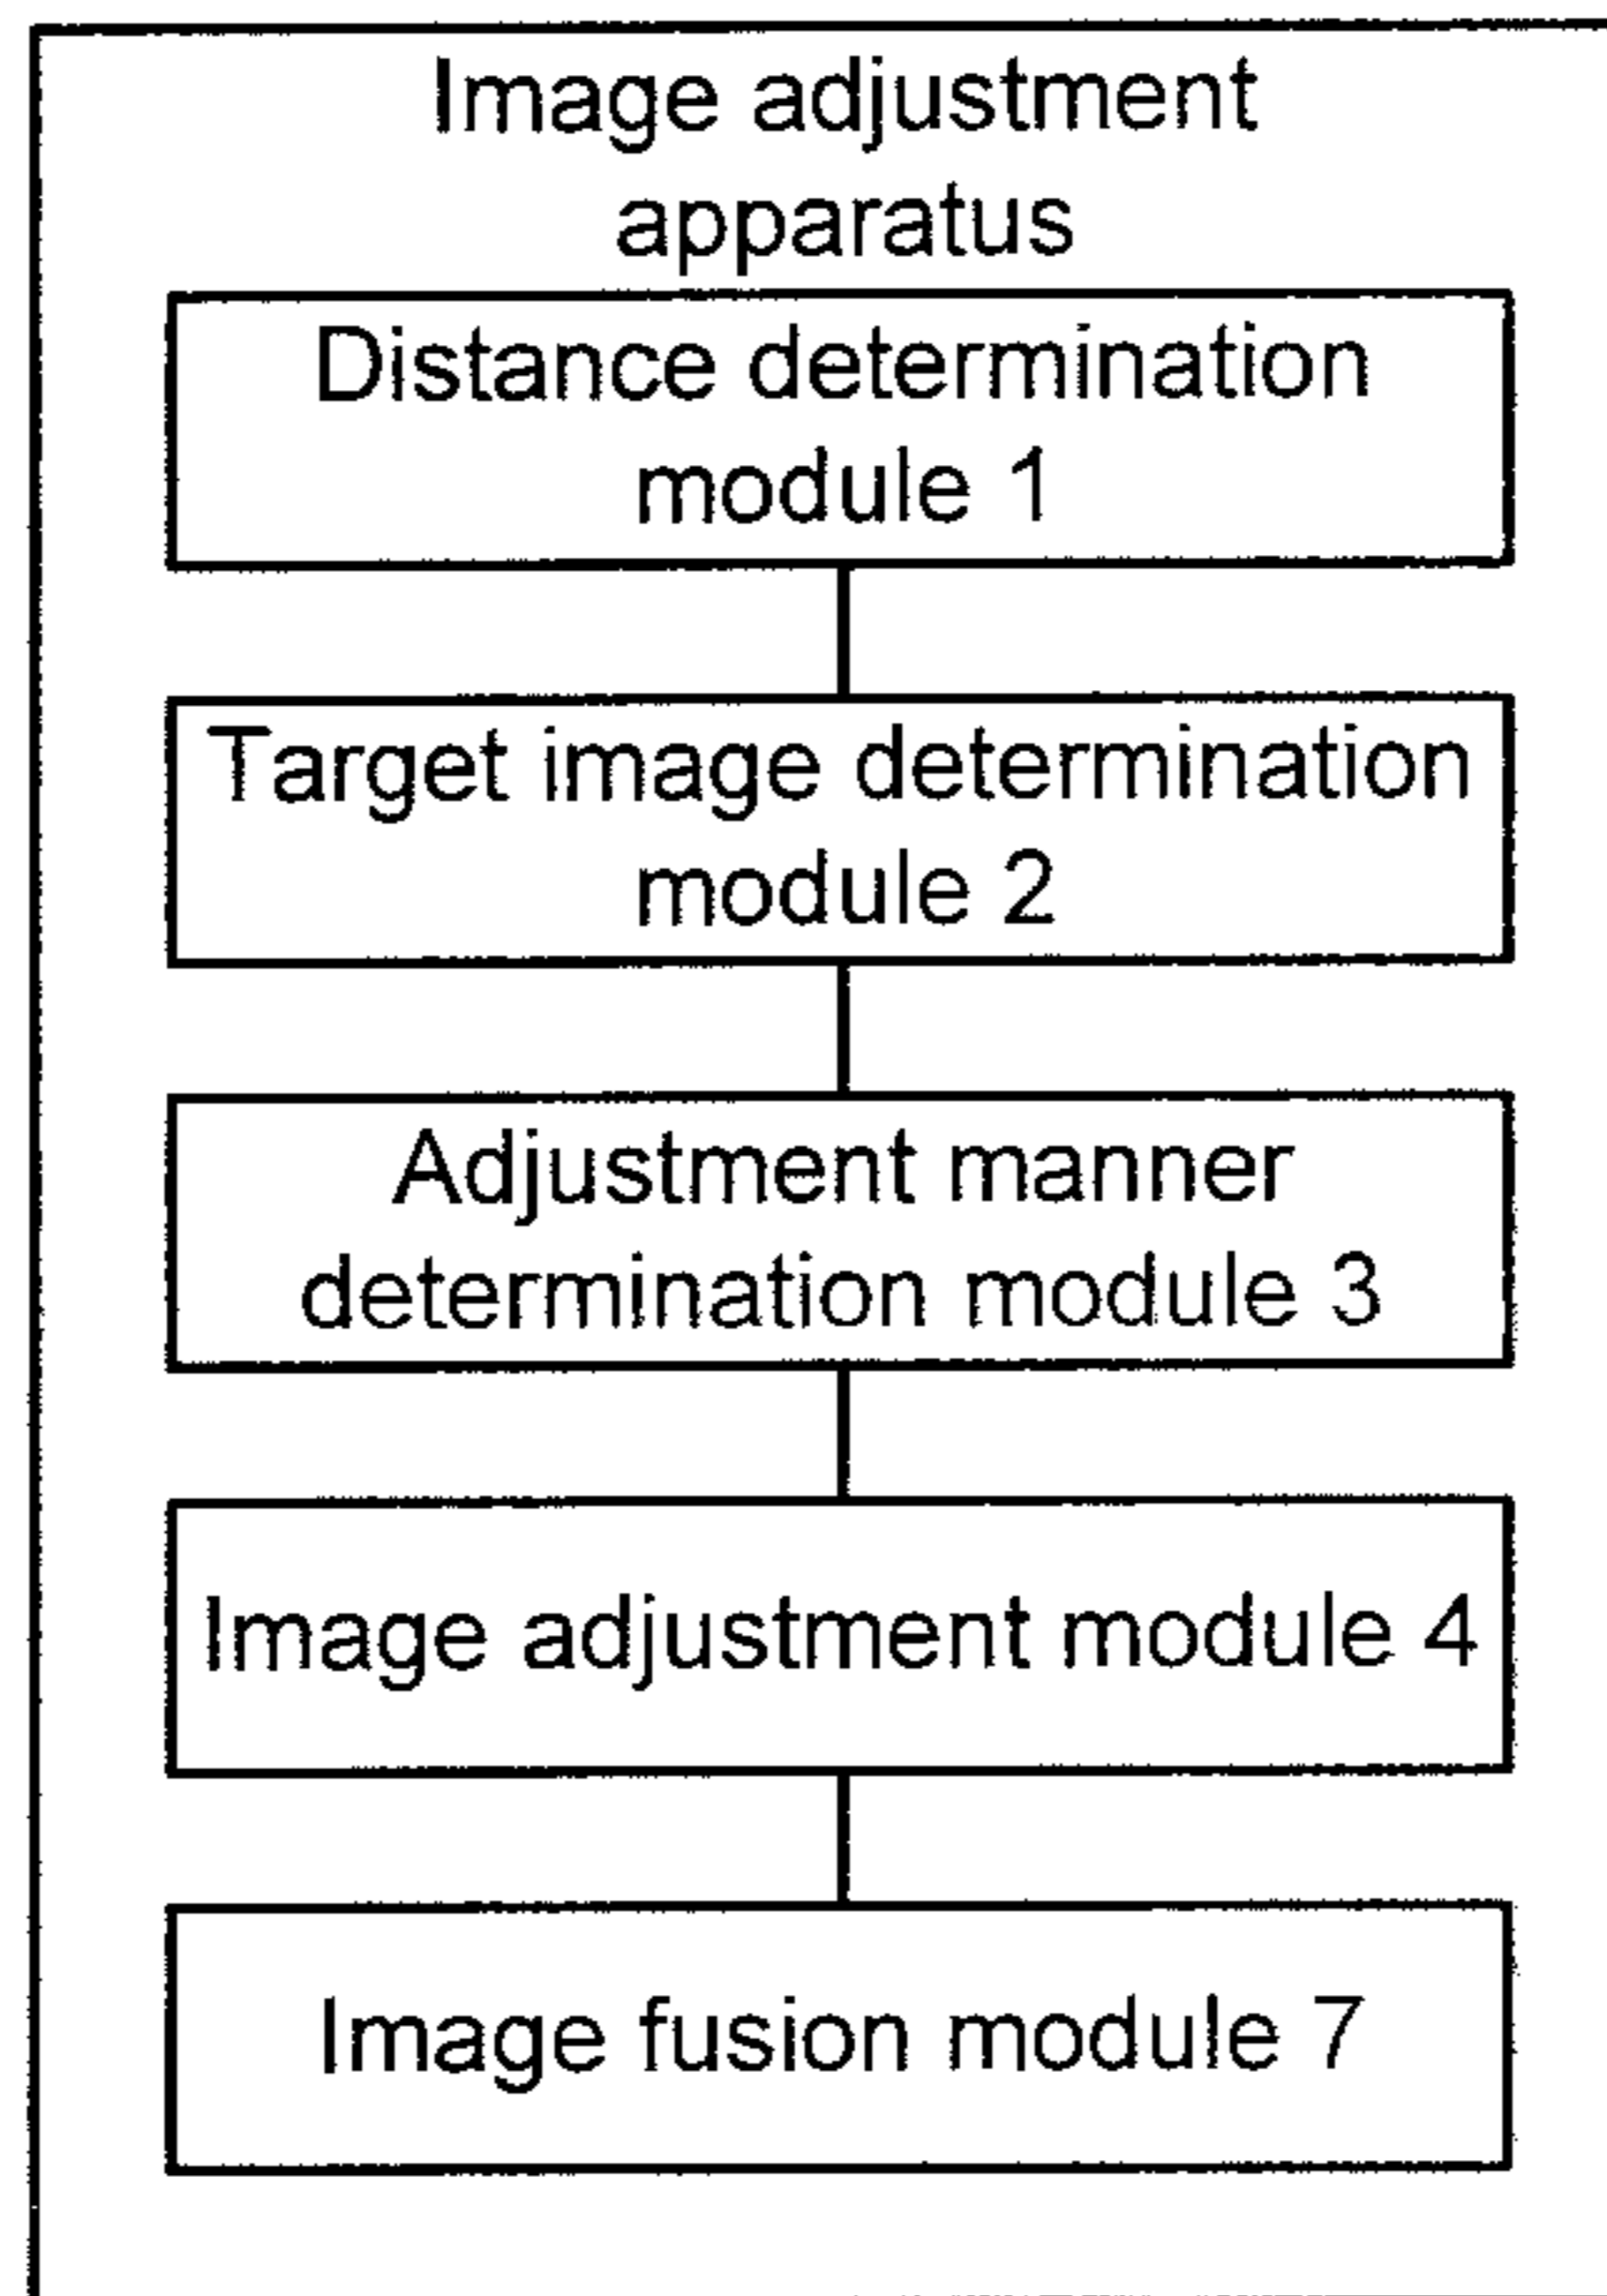 Image adjustment
apparatus
Distance determination
module 1
Target image determination
module 2
Adjustment manner
determination module 3
Image adjustment module 4
Image fusion module 7